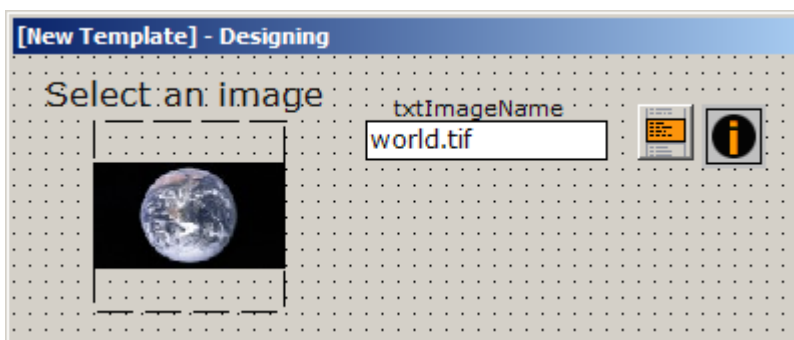 [New Template] - Designing
Select an image
txtImageName
world.tif
i